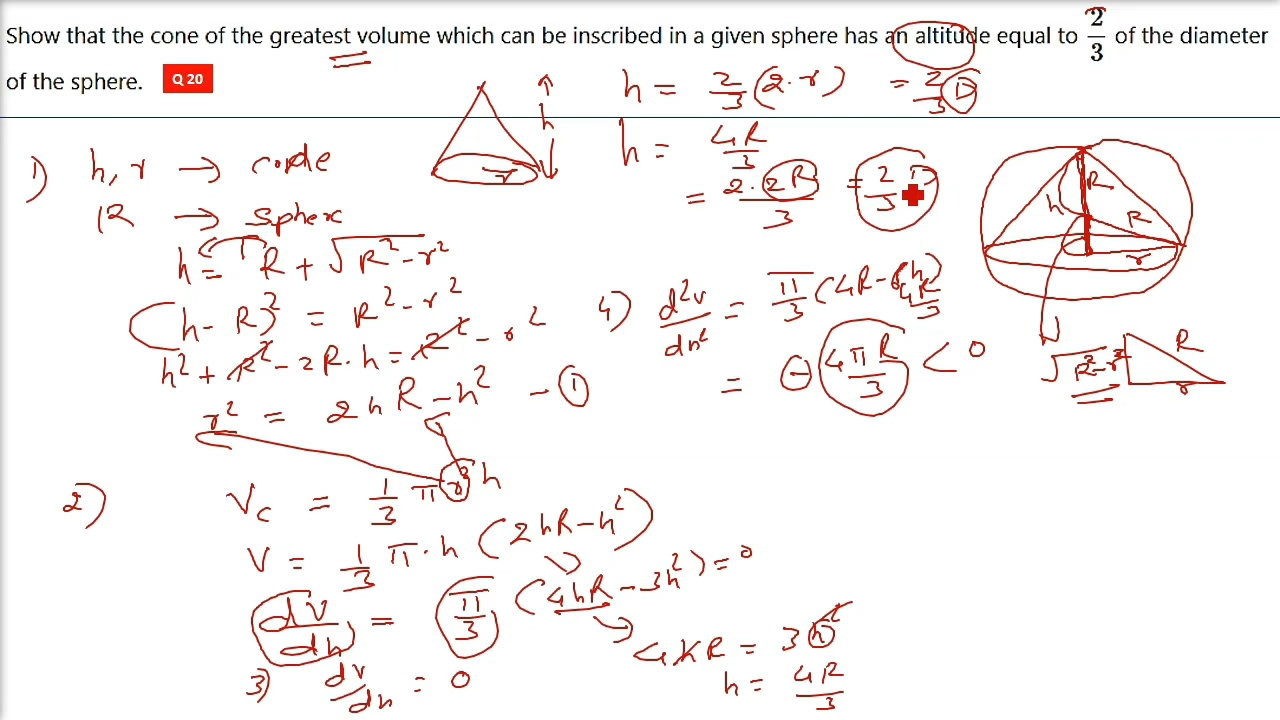 Show that the cone of the greatest volume which can be inscribed in a given sphere has an altitude equal to 2/3 of the diameter
of the sphere. Q 20
h = 2/3 (2·r) = 2/3 D
1) h, r → cone
R → sphere
h = R + √(R² - r²)
(h - R)² = R² - r²
h² + R² - 2R·h = R² - r²
r² = 2hR - h² - ①
h
r
h = 4R/3
= 2·2R/3 = 2/3 D
R
h
R
r
√(R² - r²)
R
r
4) d²v/dh² = π/3 (4R - 6h)
4R/3
= ⊖ 4πR/3 < 0
2) Vc = 1/3 π r² h
V = 1/3 π·h (2hR - h²)
dV/dh = π/3 (4hR - 3h²) = 0
3) dv/dh = 0
4hR = 3h²
h = 4R/3